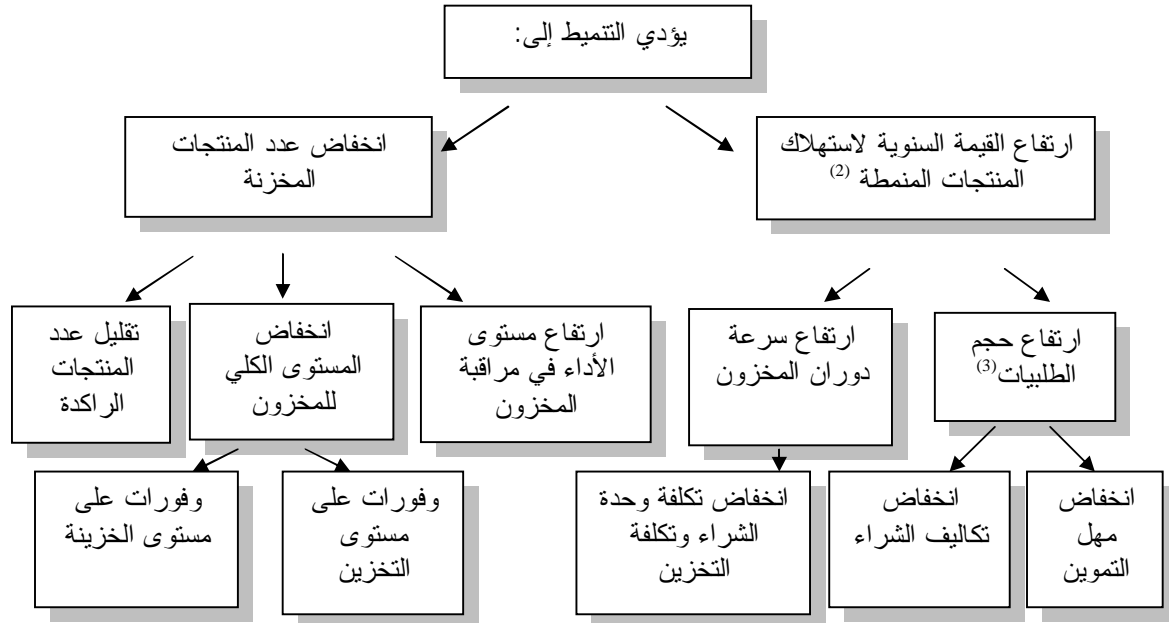 يؤدي التنميط إلى:
ارتفاع القيمة السنوية لاستهلاك
المنتجات المنمطة (2)
انخفاض عدد المنتجات
المخزنة
ارتفاع حجم
الطلبيات(3)
ارتفاع سرعة
دوران المخزون
ارتفاع مستوى
الأداء في مراقبة
المخزون
انخفاض
المستوى الكلي
للمخزون
تقليل عدد
المنتجات
الراكدة
انخفاض
مهل
التموين
انخفاض
تكاليف الشراء
انخفاض تكلفة وحدة
الشراء وتكلفة
التخزين
وفورات على
مستوى
التخزين
وفورات على
مستوى الخزينة